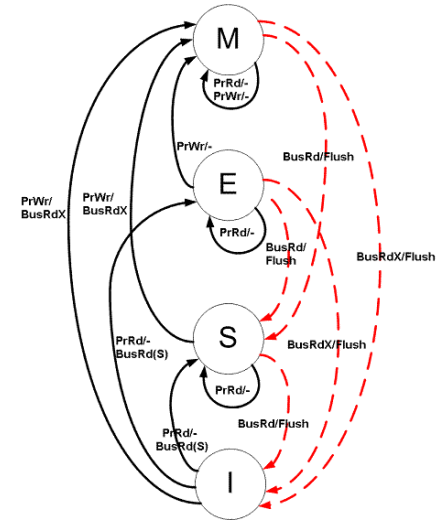 M
PrRd/-
PrWr/-
PrWr/-
BusRd/Flush
E
PrWr/
BusRdX
PrWr/
BusRdX
PrRd/-
BusRd/
Flush
BusRdX/Flush
S
PrRd/-
BusRd(S)
BusRdX/Flush
PrRd/-
BusRd/Flush
PrRd/-
BusRd(S)
I